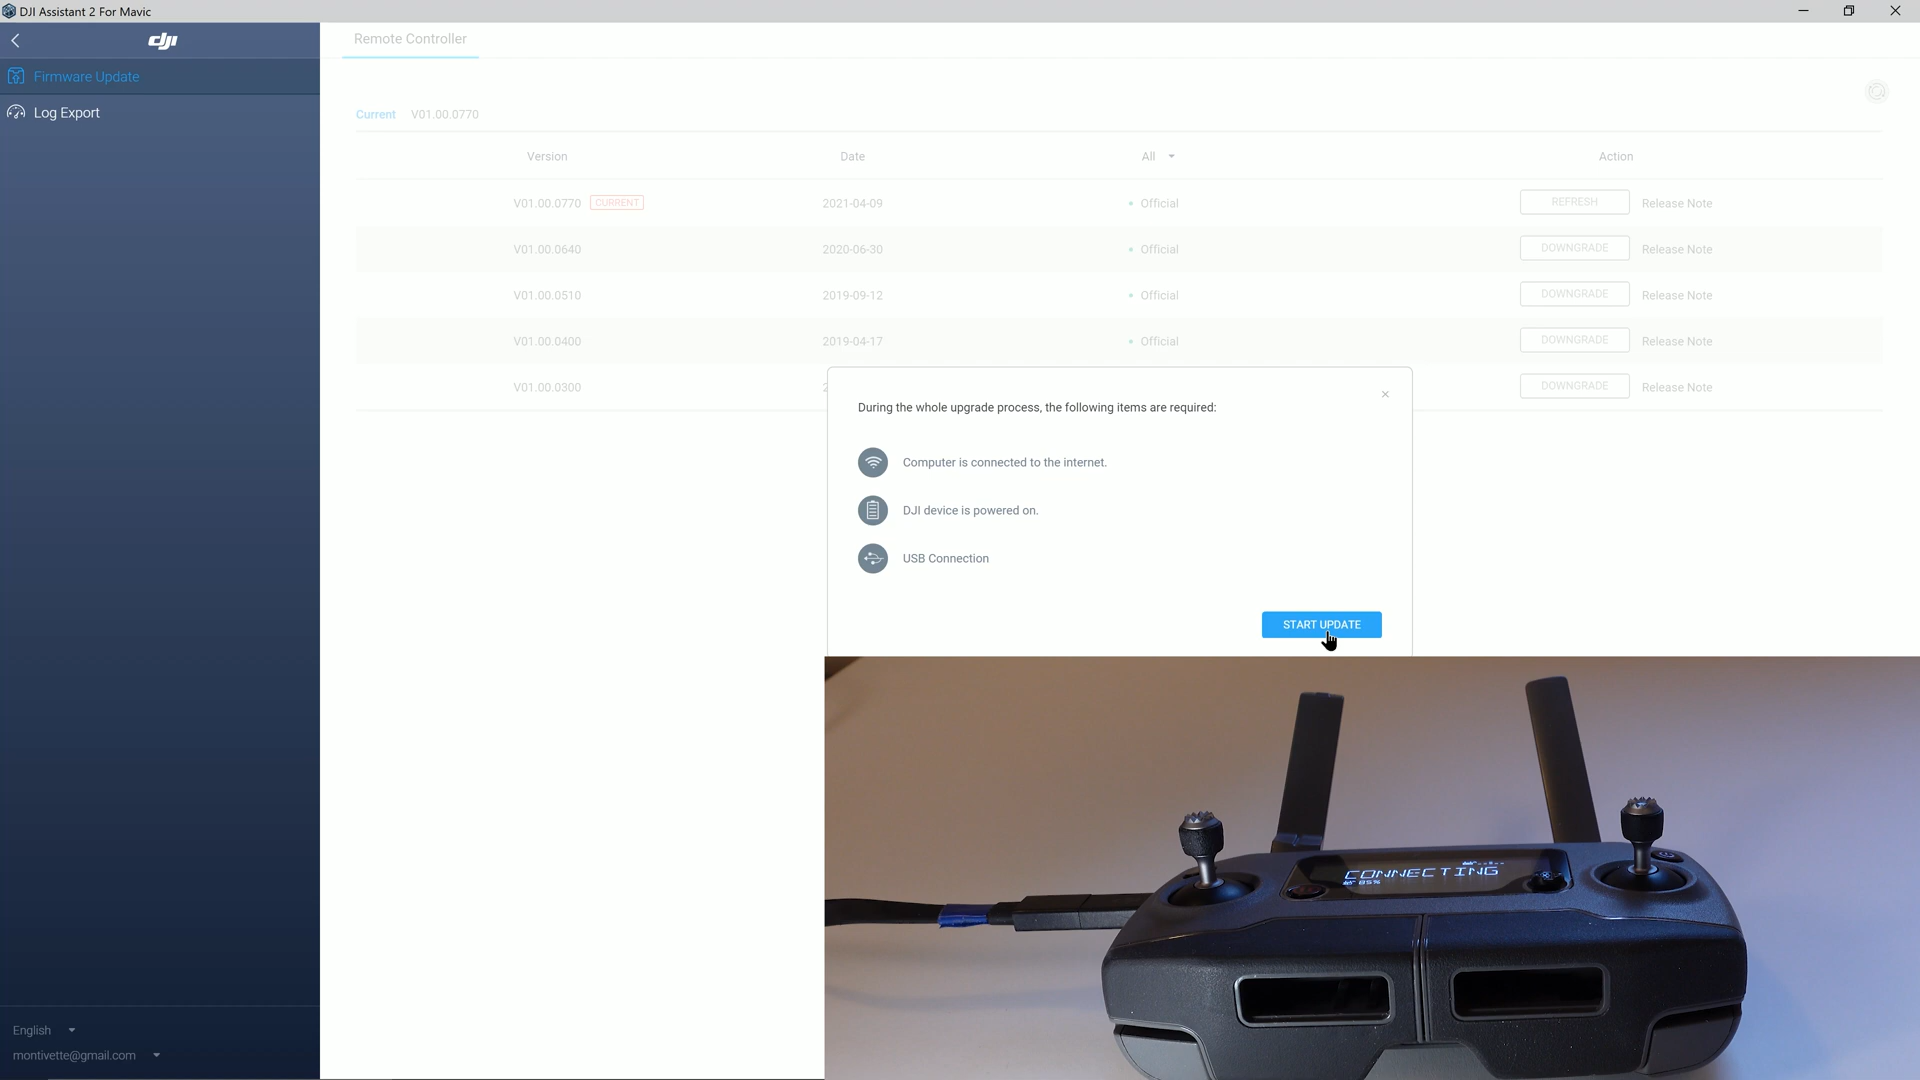 DJI Assistant 2 For Mavic
dji
Firmware Update
Log Export
English
montivette@gmail.com
Remote Controller
Current V01.00.0770
Version Date All Action
V01.00.0770 CURRENT 2021-04-09 Official REFRESH Release Note
V01.00.0640 2020-06-30 Official DOWNGRADE Release Note
V01.00.0510 2019-09-12 Official DOWNGRADE Release Note
V01.00.0400 2019-04-17 Official DOWNGRADE Release Note
V01.00.0300 2 DOWNGRADE Release Note
During the whole upgrade process, the following items are required:
Computer is connected to the internet.
DJI device is powered on.
USB Connection
START UPDATE
CONNECTING
85%